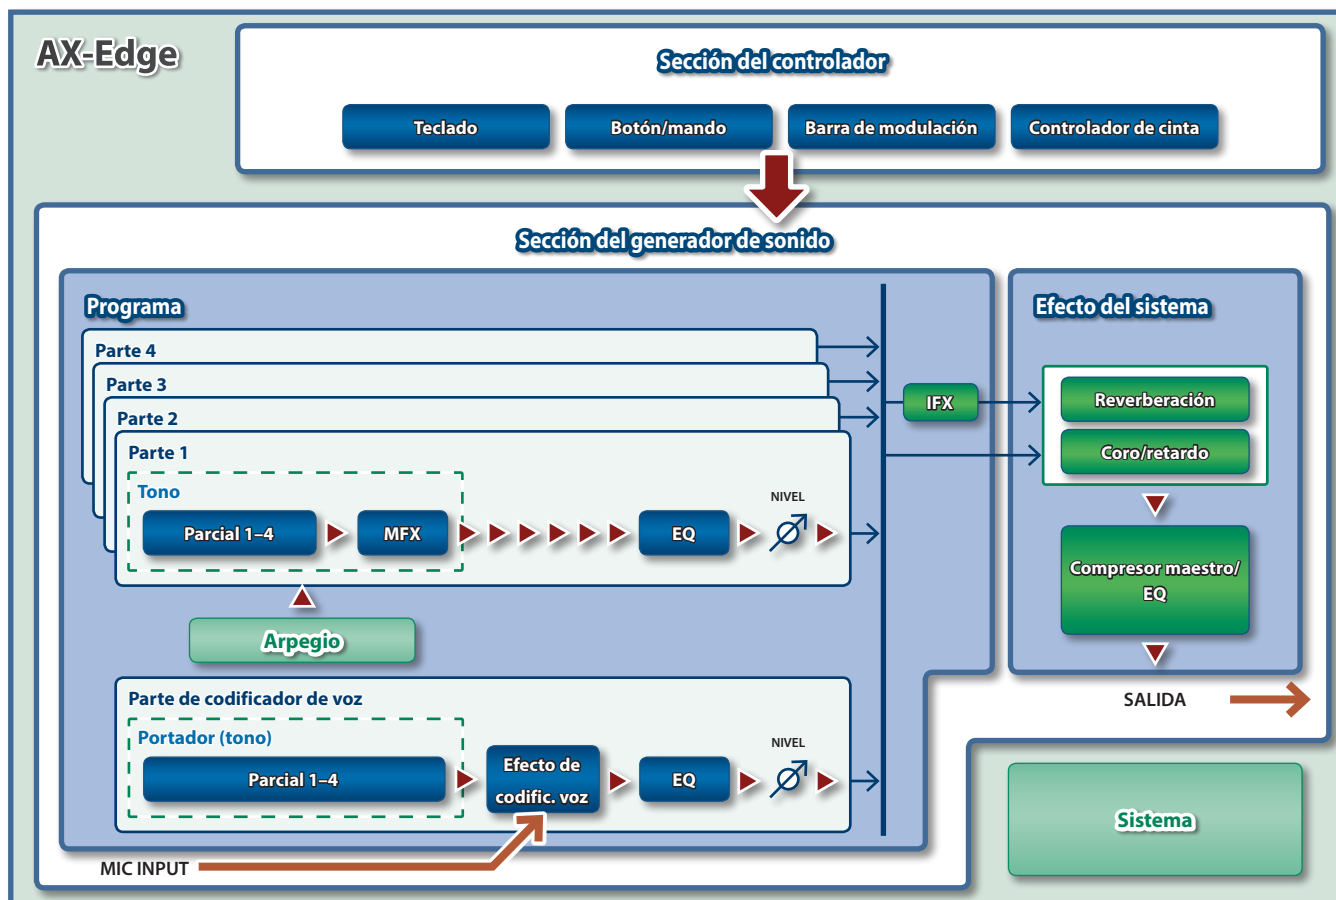 AX-Edge
Sección del controlador
Teclado
Botón/mando
Barra de modulación
Controlador de cinta
Sección del generador de sonido
Programa
Parte 4
Parte 3
Parte 2
Parte 1
Tono
Parcial 1–4
MFX
EQ
NIVEL
Arpegio
Parte de codificador de voz
Portador (tono)
Parcial 1–4
Efecto de
codific. voz
EQ
NIVEL
MIC INPUT
IFX
Efecto del sistema
Reverberación
Coro/retardo
Compresor maestro/
EQ
SALIDA
Sistema